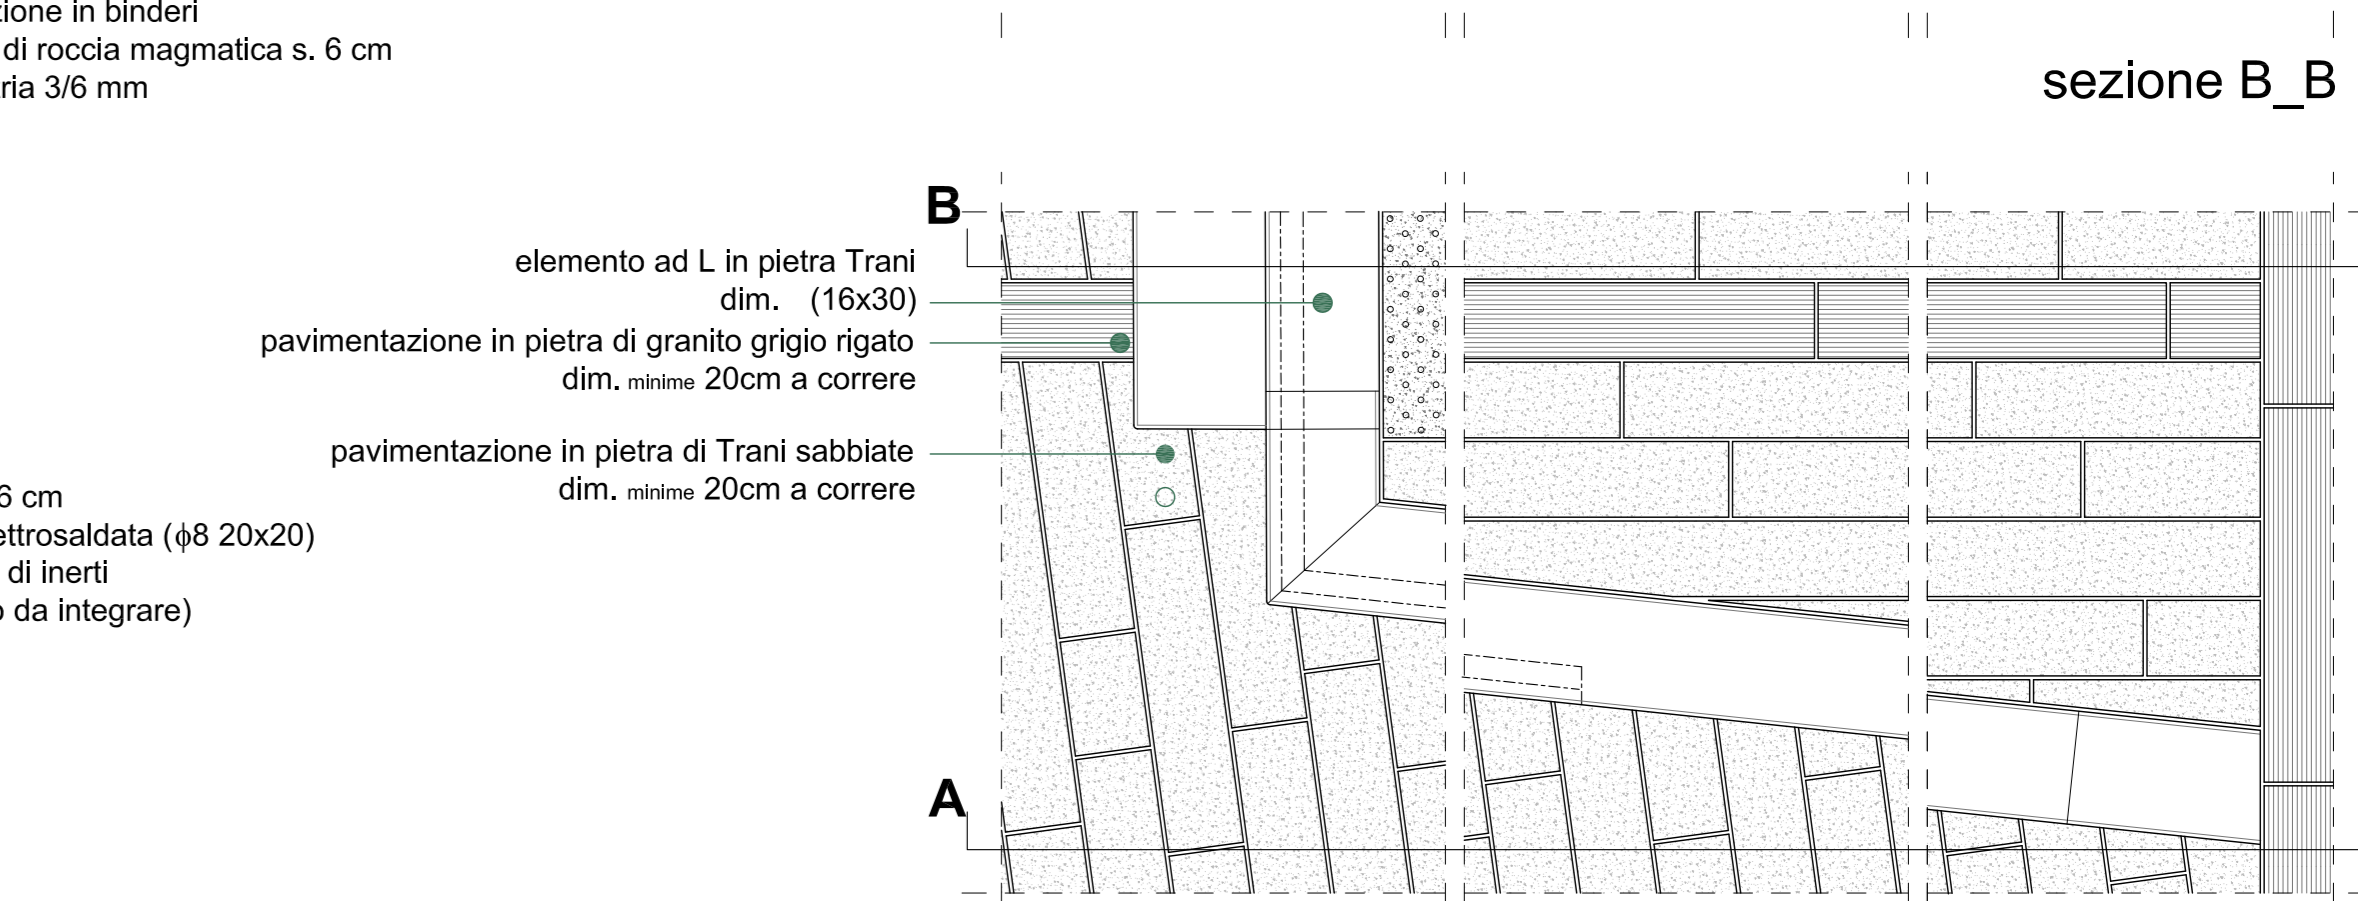 zione in binderi
di roccia magmatica s. 6 cm
ria 3/6 mm
sezione B_B
B
elemento ad L in pietra Trani
dim. (16x30)
pavimentazione in pietra di granito grigio rigato
dim. minime 20cm a correre
pavimentazione in pietra di Trani sabbiate
dim. minime 20cm a correre
6 cm
ettrosaldata (ϕ8 20x20)
di inerti
o da integrare)
A